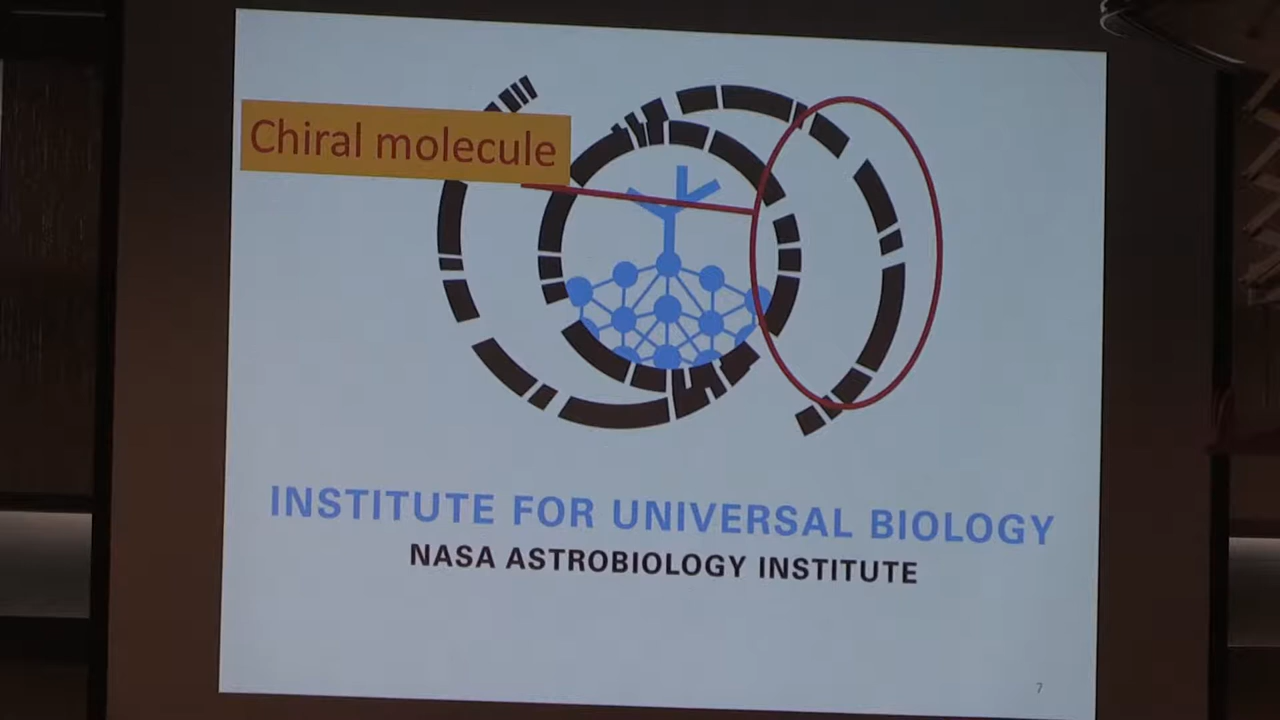 Chiral molecule
INSTITUTE FOR UNIVERSAL BIOLOGY
NASA ASTROBIOLOGY INSTITUTE
7